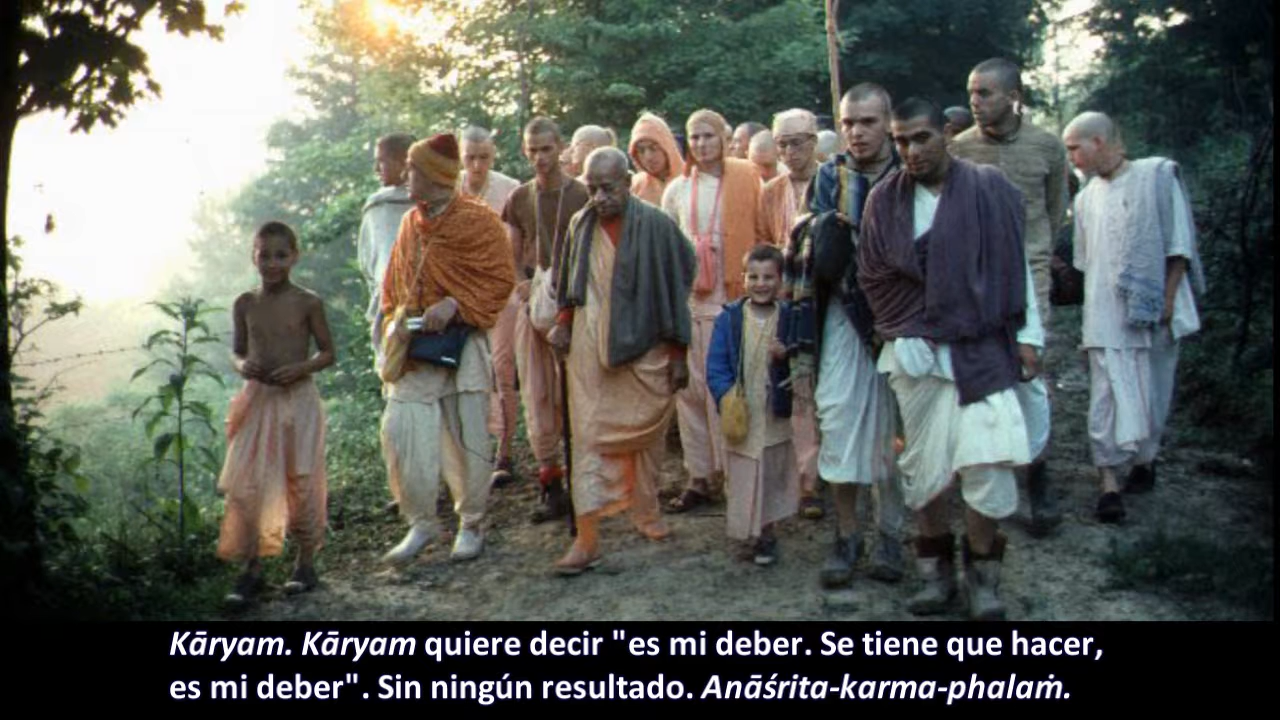 Kāryam. Kāryam quiere decir "es mi deber. Se tiene que hacer,
es mi deber". Sin ningún resultado. Anāśrita-karma-phalaṁ.